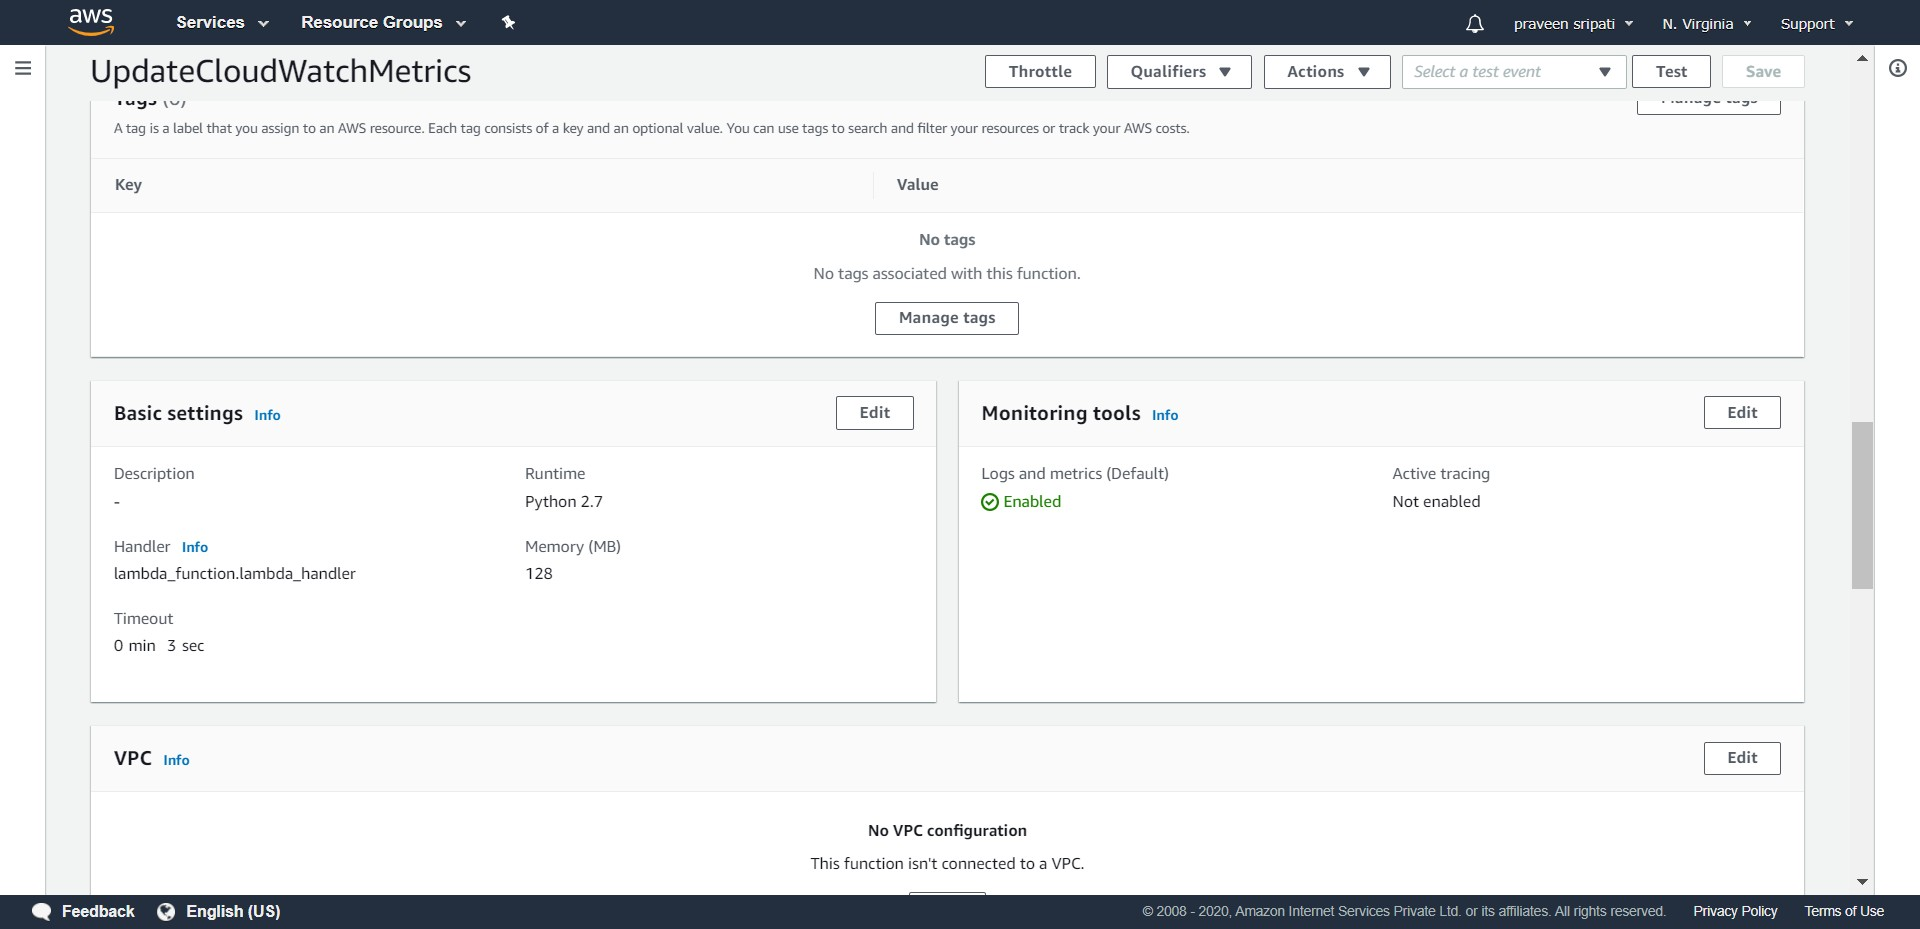 aws Services Resource Groups praveen sripati N. Virginia Support
UpdateCloudWatchMetrics Throttle Qualifiers Actions Select a test event Test Save
Tags (0) Manage tags
A tag is a label that you assign to an AWS resource. Each tag consists of a key and an optional value. You can use tags to search and filter your resources or track your AWS costs.
Key Value
No tags
No tags associated with this function.
Manage tags
Basic settings Info Edit
Description Runtime
- Python 2.7
Handler Info Memory (MB)
lambda_function.lambda_handler 128
Timeout
0 min 3 sec
Monitoring tools Info Edit
Logs and metrics (Default) Active tracing
Enabled Not enabled
VPC Info Edit
No VPC configuration
This function isn't connected to a VPC.
Feedback English (US) © 2008 - 2020, Amazon Internet Services Private Ltd. or its affiliates. All rights reserved. Privacy Policy Terms of Use